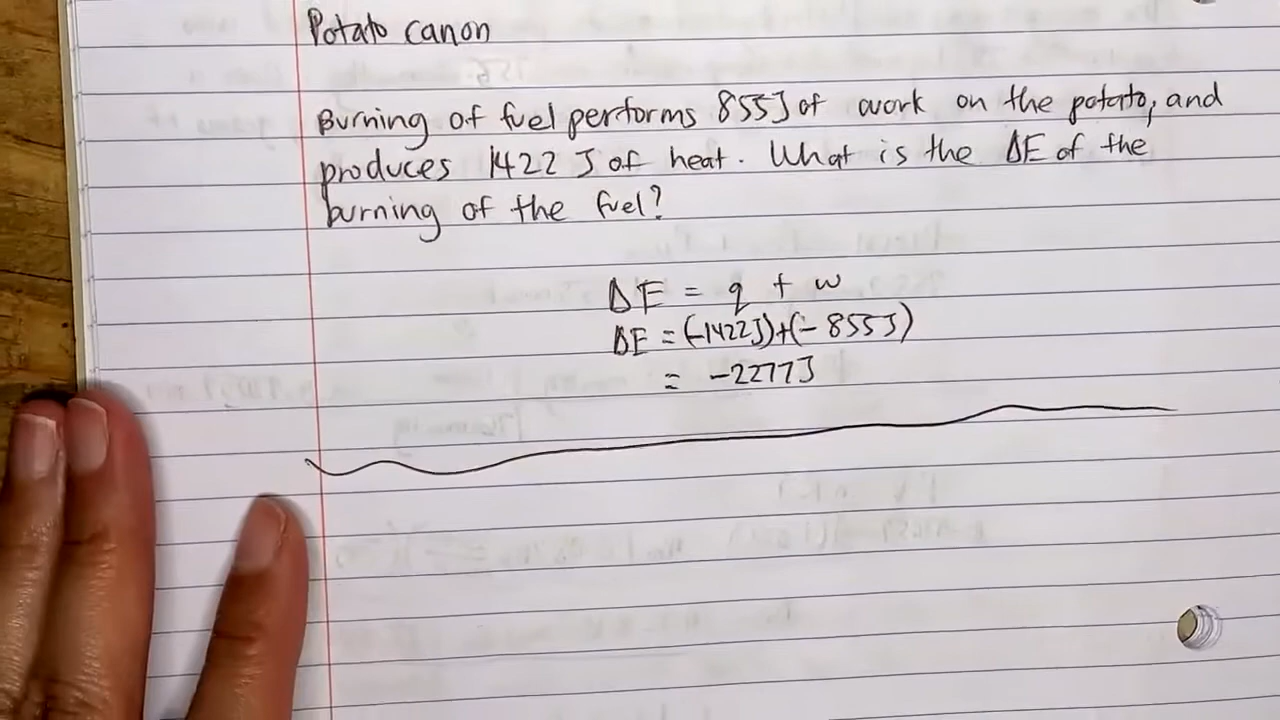 Potato canon
Burning of fuel performs 855J of work on the potato, and
produces 1422 J of heat. What is the ΔE of the
burning of the fuel?
ΔE = q + w
ΔE = (-1422J)+(-855J)
= -2277J